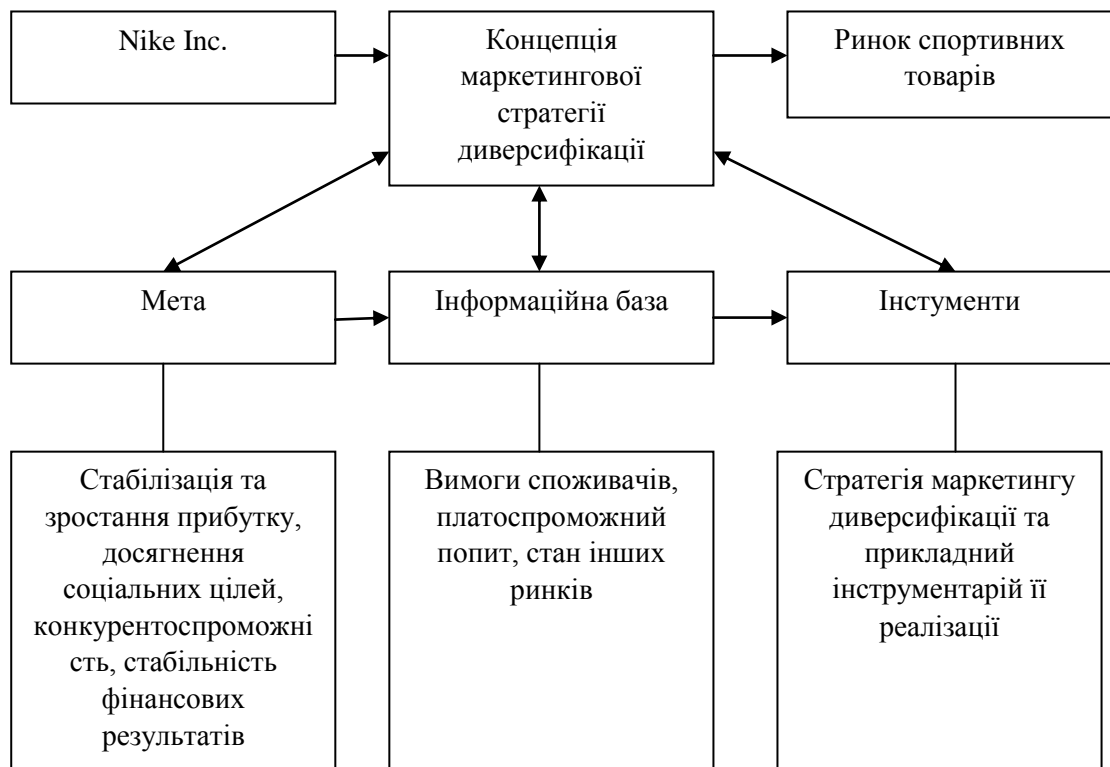 Nike Inc.
Концепція
маркетингової
стратегії
диверсифікації
Ринок спортивних
товарів
Мета
Інформаційна база
Інстументи
Стабілізація та
зростання прибутку,
досягнення
соціальних цілей,
конкурентоспроможні
сть, стабільність
фінансових
результатів
Вимоги споживачів,
платоспроможний
попит, стан інших
ринків
Стратегія маркетингу
диверсифікації та
прикладний
інструментарій її
реалізації